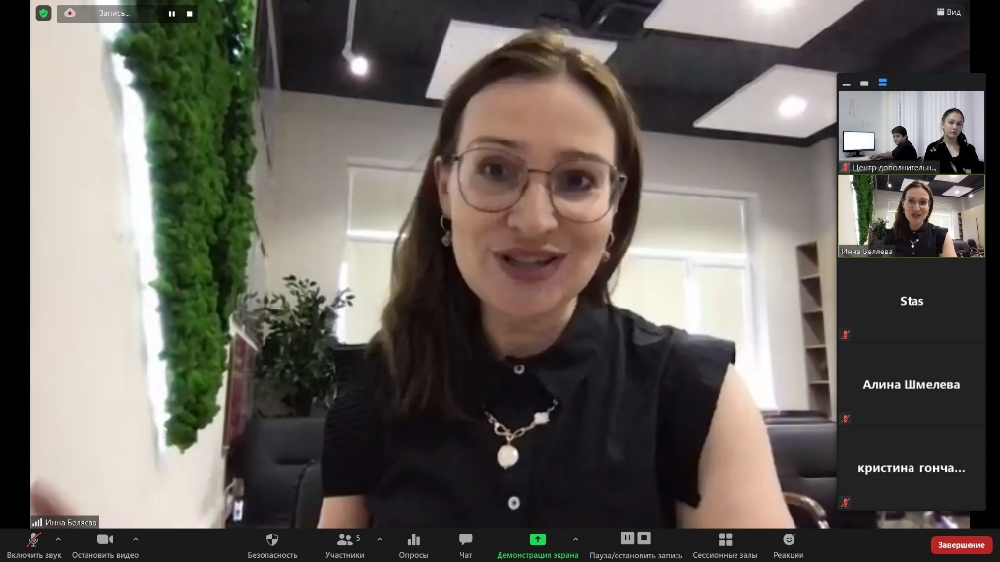 Запись...
Вид
Центр дополнительн...
Инна Беляева
Stas
Алина Шмелева
кристина гонча...
Инна Беляева
Включить звук
Остановить видео
Безопасность
Участники
5
Опросы
Чат
Демонстрация экрана
Пауза/остановить запись
Сессионные залы
Реакции
Завершение